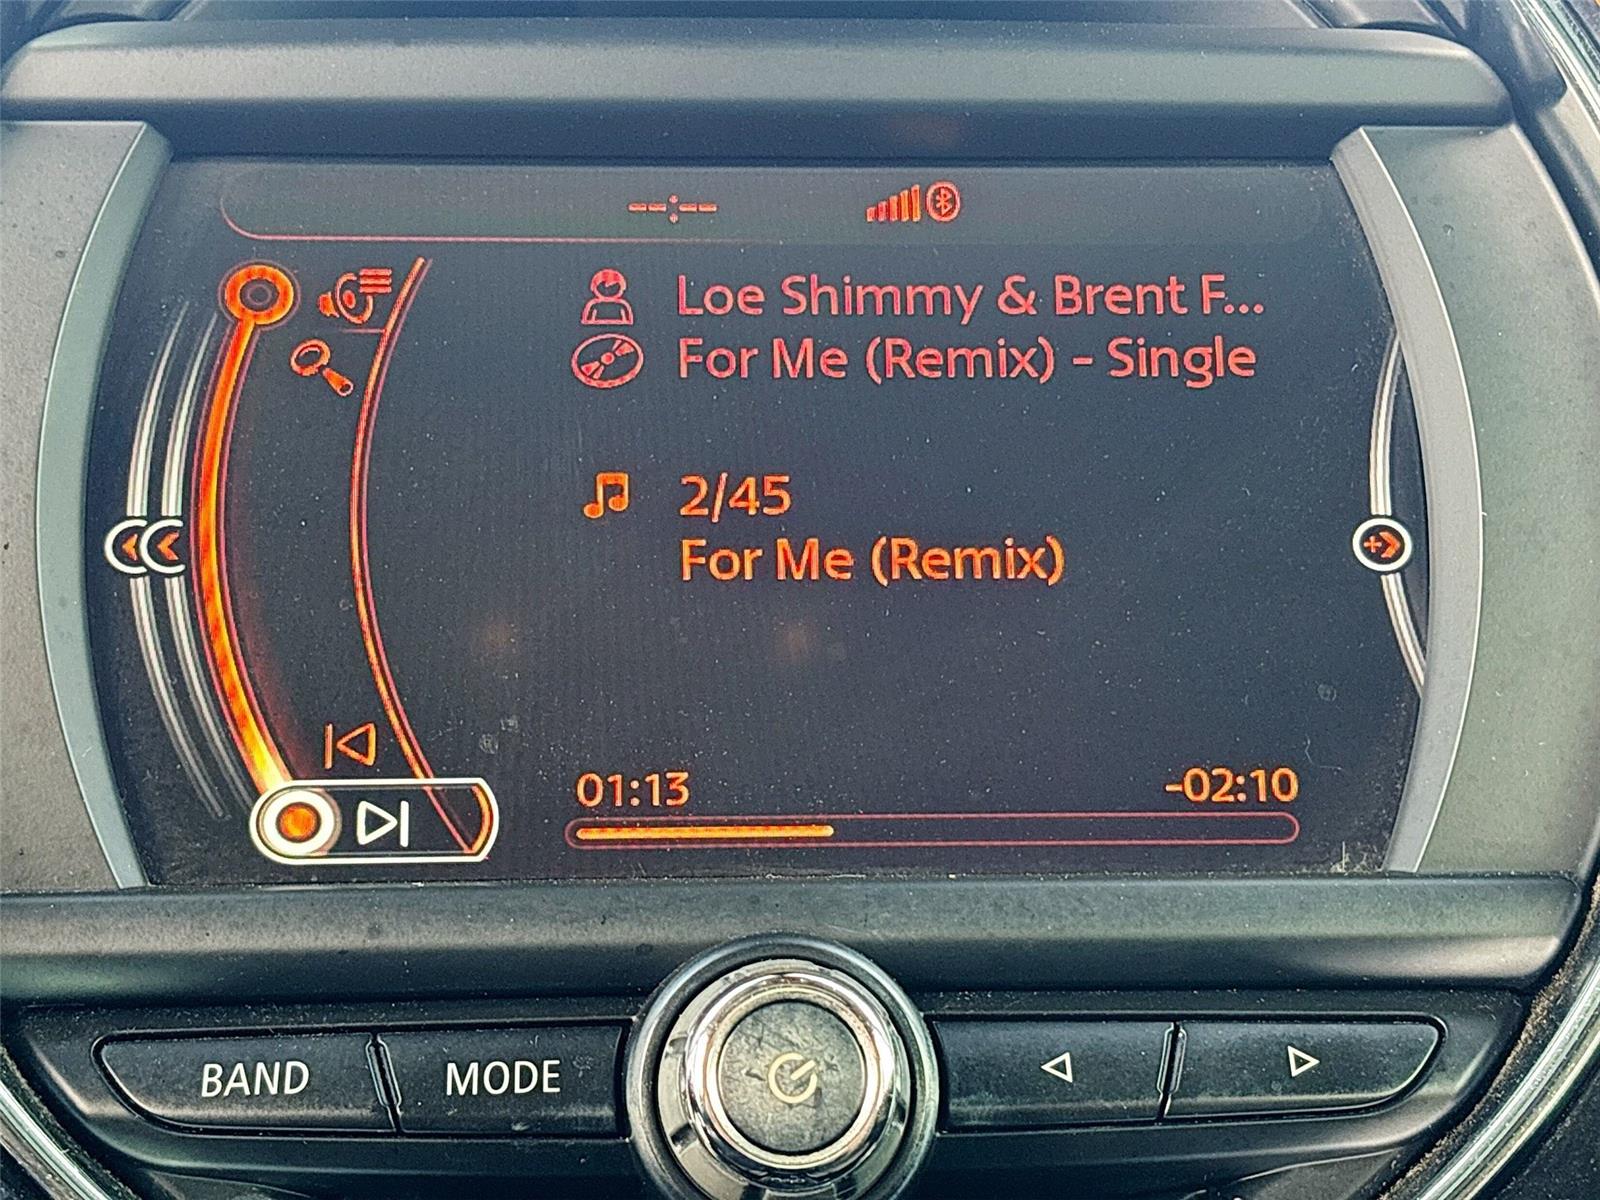 --:--
Loe Shimmy & Brent F...
For Me (Remix) - Single
2/45
For Me (Remix)
01:13 -02:10
BAND MODE